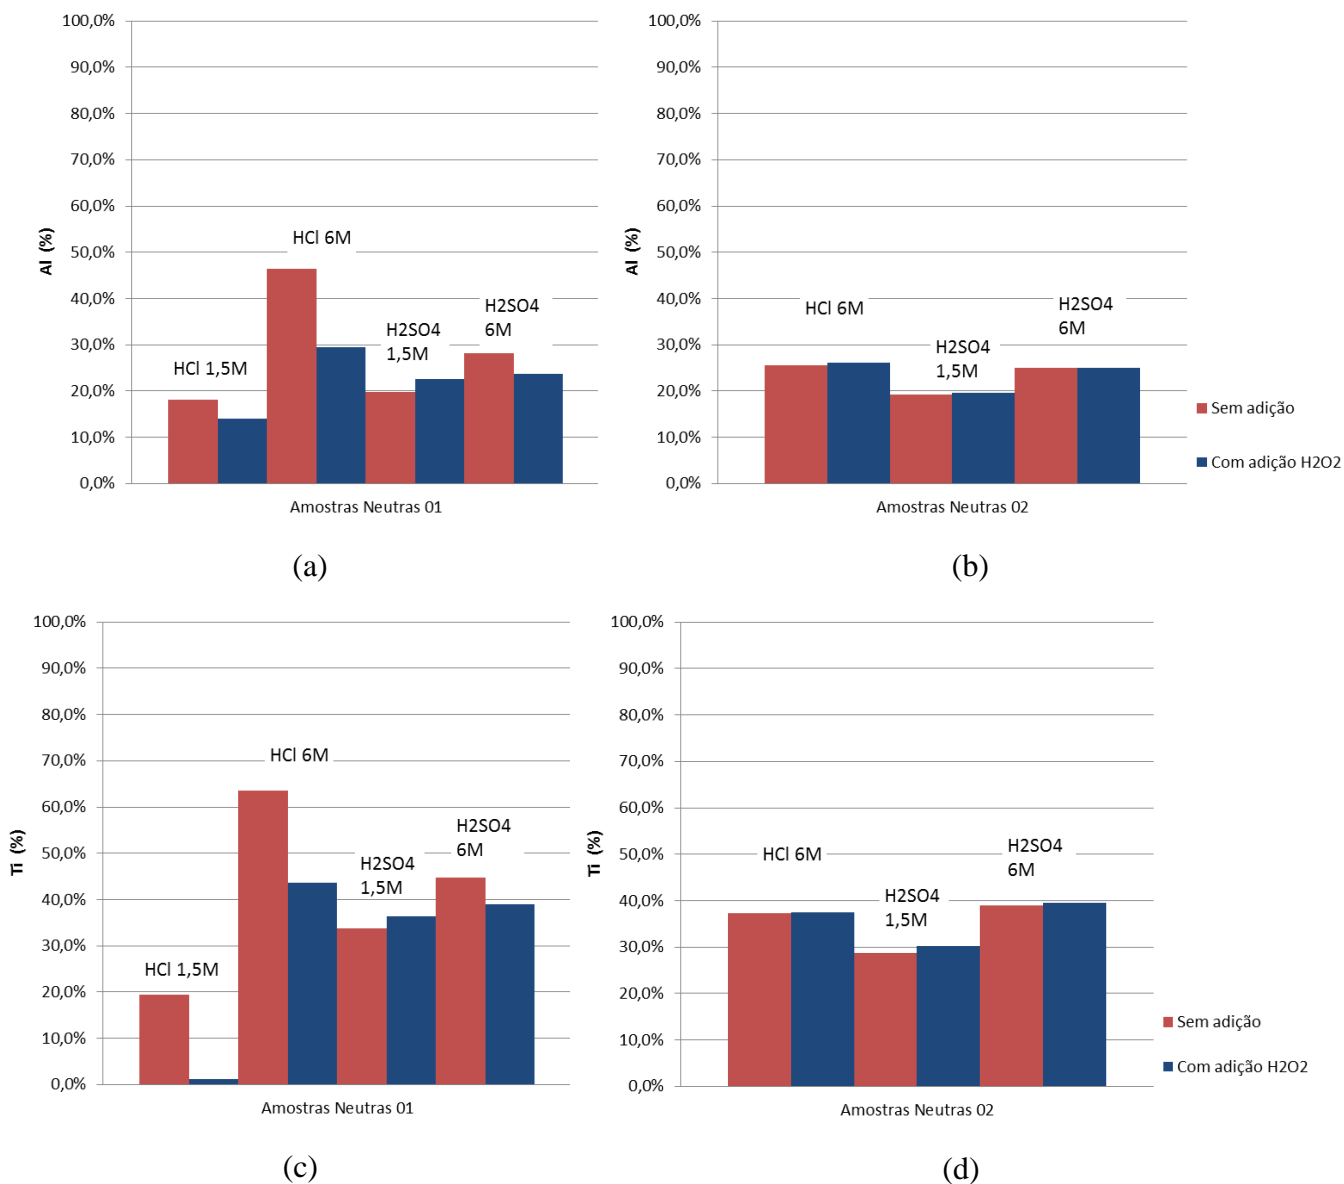 100,0%
90,0%
80,0%
70,0%
60,0%
50,0%
40,0%
30,0%
20,0%
10,0%
0,0%
Al (%)
HCl 1,5M
HCl 6M
H2SO4
1,5M
H2SO4
6M
Amostras Neutras 01
(a)
100,0%
90,0%
80,0%
70,0%
60,0%
50,0%
40,0%
30,0%
20,0%
10,0%
0,0%
Al (%)
HCl 6M
H2SO4
1,5M
H2SO4
6M
Amostras Neutras 02
Sem adição
Com adição H2O2
(b)
100,0%
90,0%
80,0%
70,0%
60,0%
50,0%
40,0%
30,0%
20,0%
10,0%
0,0%
Ti (%)
HCl 1,5M
HCl 6M
H2SO4
1,5M
H2SO4
6M
Amostras Neutras 01
(c)
100,0%
90,0%
80,0%
70,0%
60,0%
50,0%
40,0%
30,0%
20,0%
10,0%
0,0%
Ti (%)
HCl 6M
H2SO4
1,5M
H2SO4
6M
Amostras Neutras 02
Sem adição
Com adição H2O2
(d)